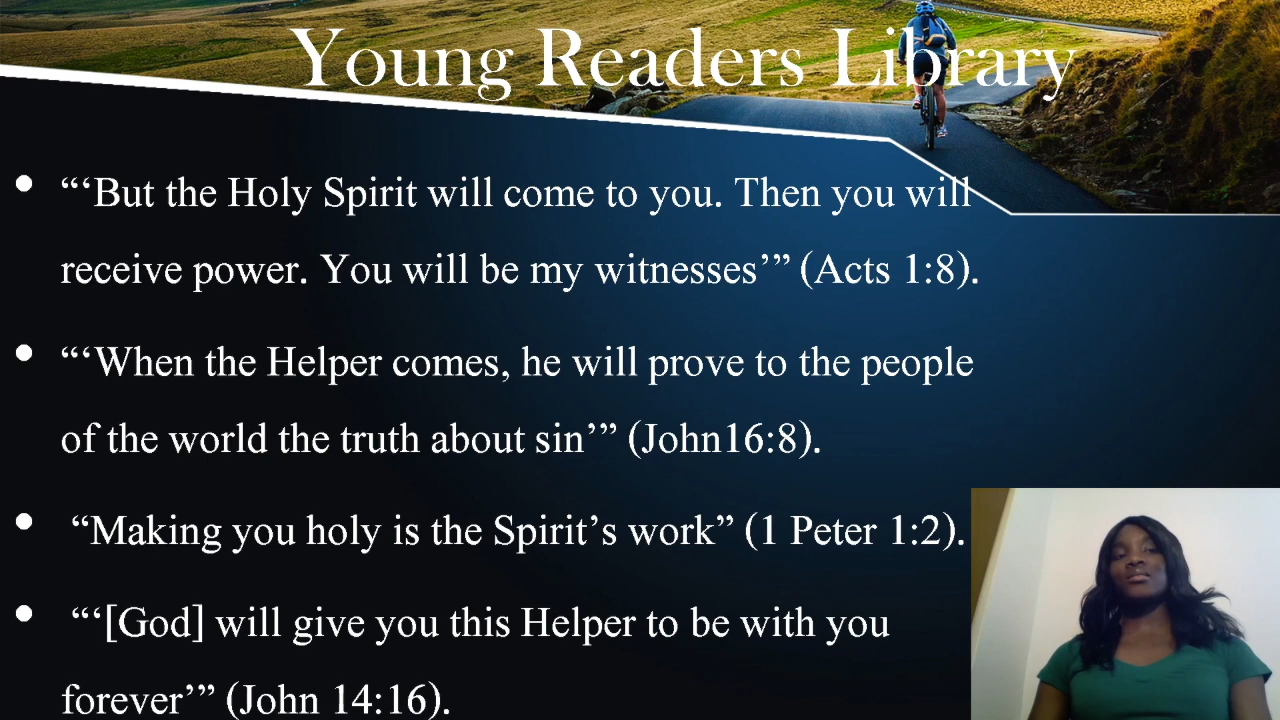 Young Readers Library
• “‘But the Holy Spirit will come to you. Then you will
receive power. You will be my witnesses’” (Acts 1:8).
• “‘When the Helper comes, he will prove to the people
of the world the truth about sin’” (John16:8).
• “Making you holy is the Spirit’s work” (1 Peter 1:2).
• “‘[God] will give you this Helper to be with you
forever’” (John 14:16).